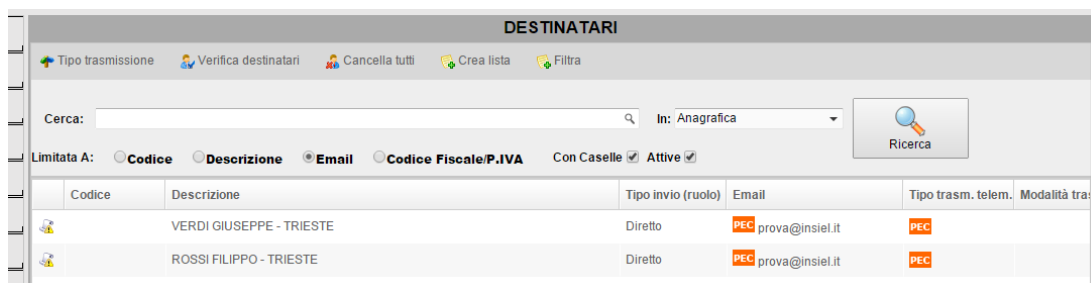 DESTINATARI
Tipo trasmissione Verifica destinatari Cancella tutti Crea lista Filtra
Cerca: In: Anagrafica Ricerca
Limitata A: Codice Descrizione Email Codice Fiscale/P.IVA Con Caselle Attive
Codice Descrizione Tipo invio (ruolo) Email Tipo trasm. telem. Modalità tra
VERDI GIUSEPPE - TRIESTE Diretto PEC prova@insiel.it PEC
ROSSI FILIPPO - TRIESTE Diretto PEC prova@insiel.it PEC